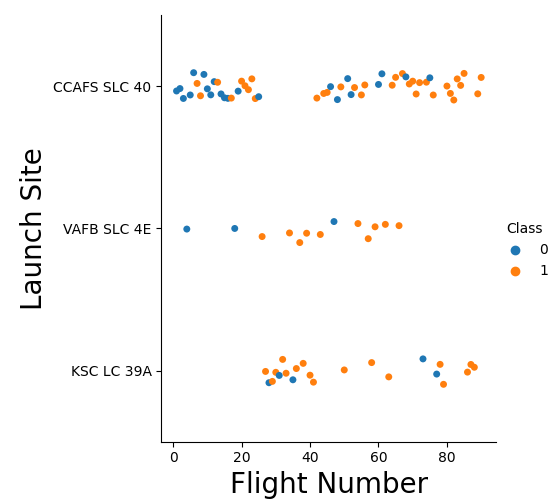 CCAFS SLC 40
VAFB SLC 4E
KSC LC 39A
Launch Site
0 20 40 60 80
Flight Number
Class
0
1